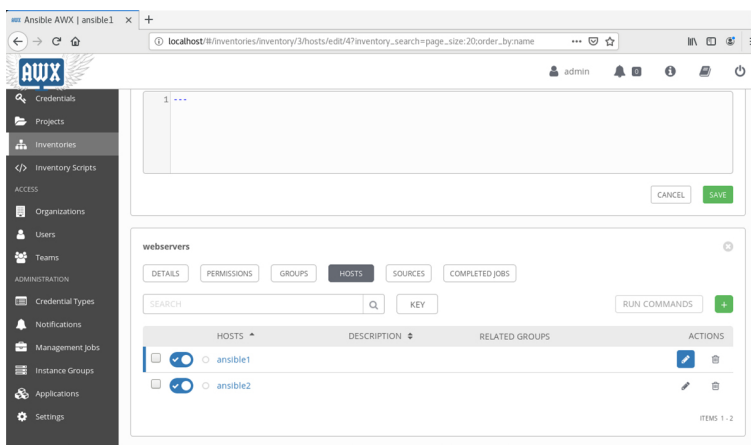 Ansible AWX | ansible1
localhost/#/inventories/inventory/3/hosts/edit/4?inventory_search=page_size:20;order_by:name
AWX
admin
0
Credentials
Projects
Inventories
Inventory Scripts
ACCESS
Organizations
Users
Teams
ADMINISTRATION
Credential Types
Notifications
Management Jobs
Instance Groups
Applications
Settings
1 ---
CANCEL SAVE
webservers
DETAILS PERMISSIONS GROUPS HOSTS SOURCES COMPLETED JOBS
SEARCH KEY RUN COMMANDS +
HOSTS DESCRIPTION RELATED GROUPS ACTIONS
ansible1
ansible2
ITEMS 1 - 2